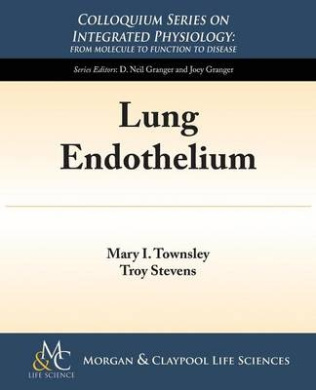 COLLOQUIUM SERIES ON
INTEGRATED PHYSIOLOGY:
FROM MOLECULE TO FUNCTION TO DISEASE
Series Editors: D. Neil Granger and Joey Granger
Lung
Endothelium
Mary I. Townsley
Troy Stevens
M
&C
LIFE SCIENCE
MORGAN & CLAYPOOL LIFE SCIENCES